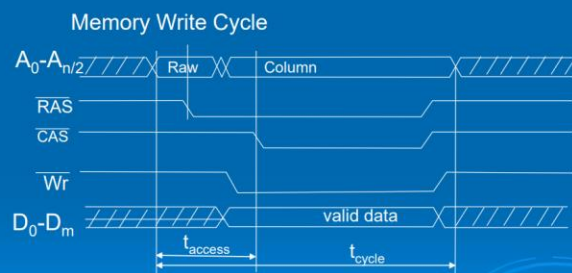 Memory Write Cycle
A0-An/2 Raw Column
RAS
CAS
Wr
D0-Dm valid data
taccess
tcycle